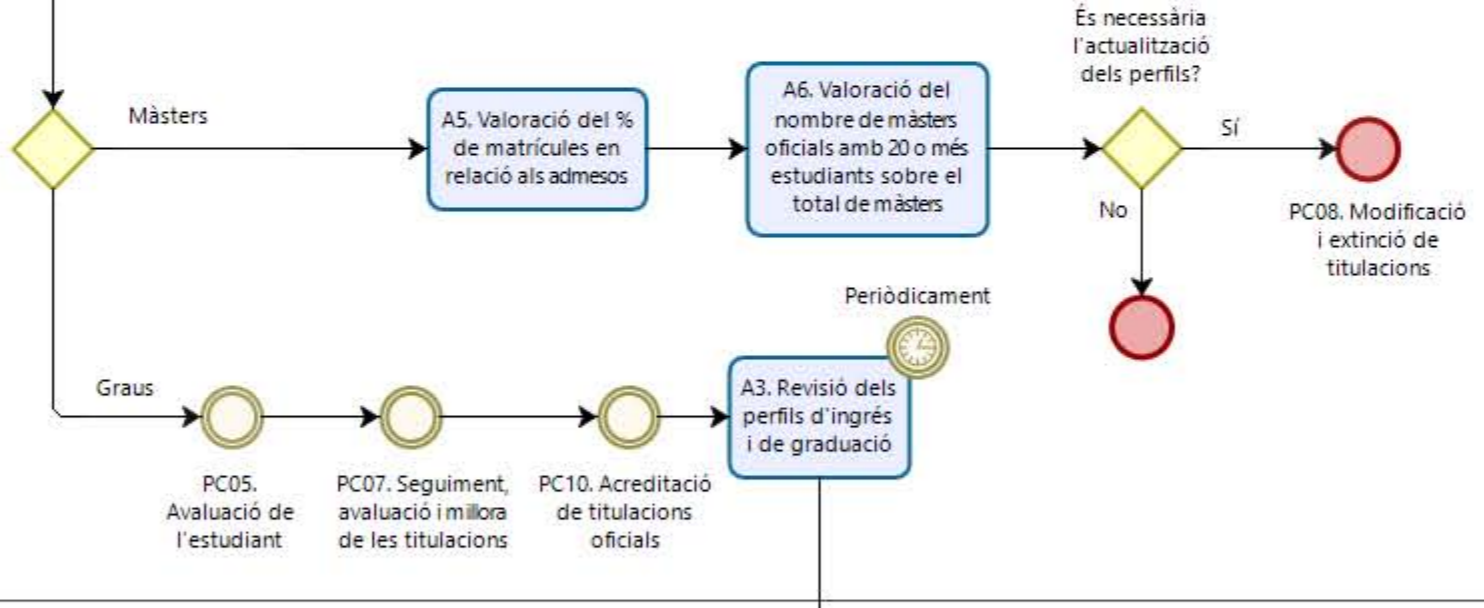 És necessària
l'actualització
dels perfils?
Màsters
A5. Valoració del %
de matrícules en
relació als admesos
A6. Valoració del
nombre de màsters
oficials amb 20 o més
estudiants sobre el
total de màsters
Sí
No
PC08. Modificació
i extinció de
titulacions
Periòdicament
Graus
A3. Revisió dels
perfils d'ingrés
i de graduació
PC05.
Avaluació de
l'estudiant
PC07. Seguiment,
avaluació i millora
de les titulacions
PC10. Acreditació
de titulacions
oficials